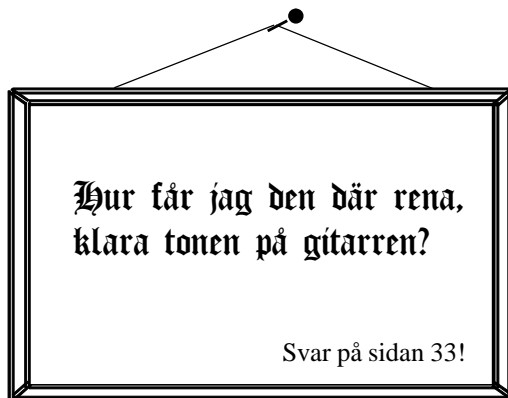 Hur får jag den där rena,
klara tonen på gitarren?
Svar på sidan 33!